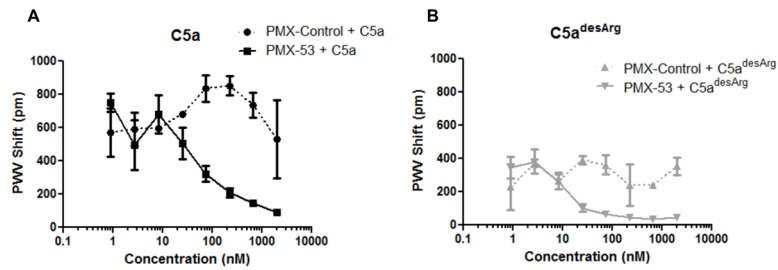 A
C5a
PMX-Control + C5a
PMX-53 + C5a
PWV Shift (pm)
1000
800
600
400
200
0
0.1 1 10 100 1000 10000
Concentration (nM)
B
C5adesArg
PMX-Control + C5adesArg
PMX-53 + C5adesArg
PWV Shift (pm)
1000
800
600
400
200
0
0.1 1 10 100 1000 10000
Concentration (nM)